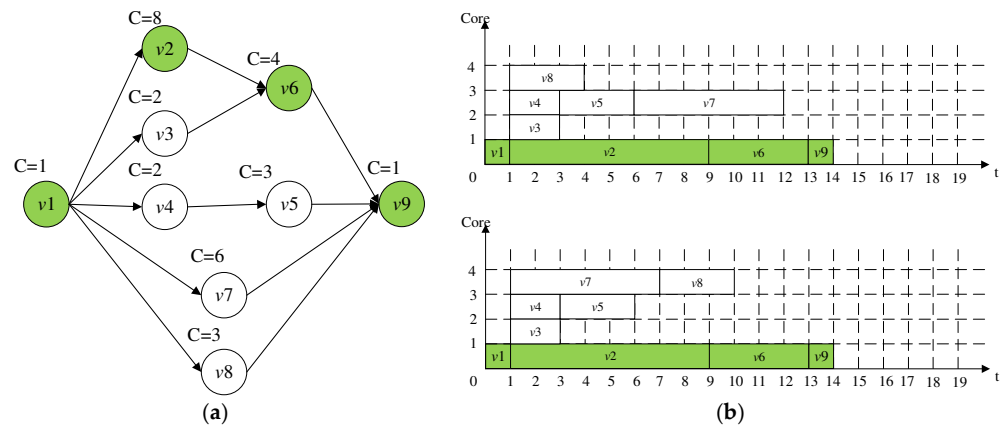 C=8
v2
C=4
v6
C=2
v3
C=1
v1
C=2
v4
C=3
v5
C=1
v9
C=6
v7
C=3
v8
(a)
Core
4
v8
3
v4 v5 v7
2
v3
1
v1 v2 v6 v9
0 1 2 3 4 5 6 7 8 9 10 11 12 13 14 15 16 17 18 19 t
Core
4
v7 v8
3
v4 v5
2
v3
1
v1 v2 v6 v9
0 1 2 3 4 5 6 7 8 9 10 11 12 13 14 15 16 17 18 19 t
(b)